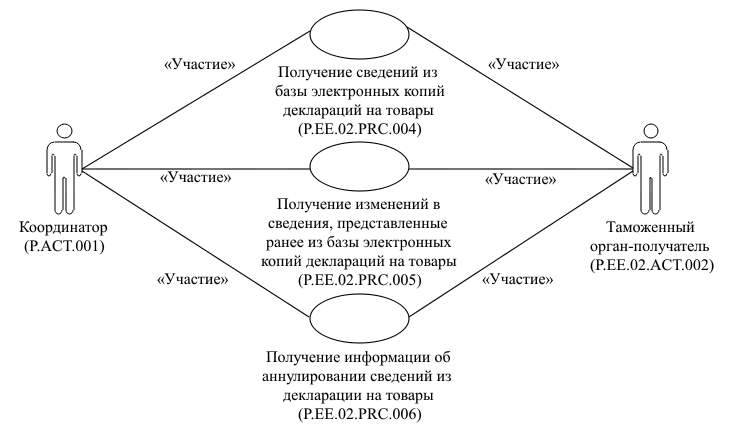 «Участие»
«Участие»
Получение сведений из
базы электронных копий
деклараций на товары
(P.EE.02.PRC.004)
«Участие»
«Участие»
Получение изменений в
сведения, представленные
ранее из базы электронных
копий деклараций на товары
(P.EE.02.PRC.005)
Координатор
(P.ACT.001)
Таможенный
орган-получатель
(P.EE.02.ACT.002)
«Участие»
«Участие»
Получение информации об
аннулировании сведений из
декларации на товары
(P.EE.02.PRC.006)